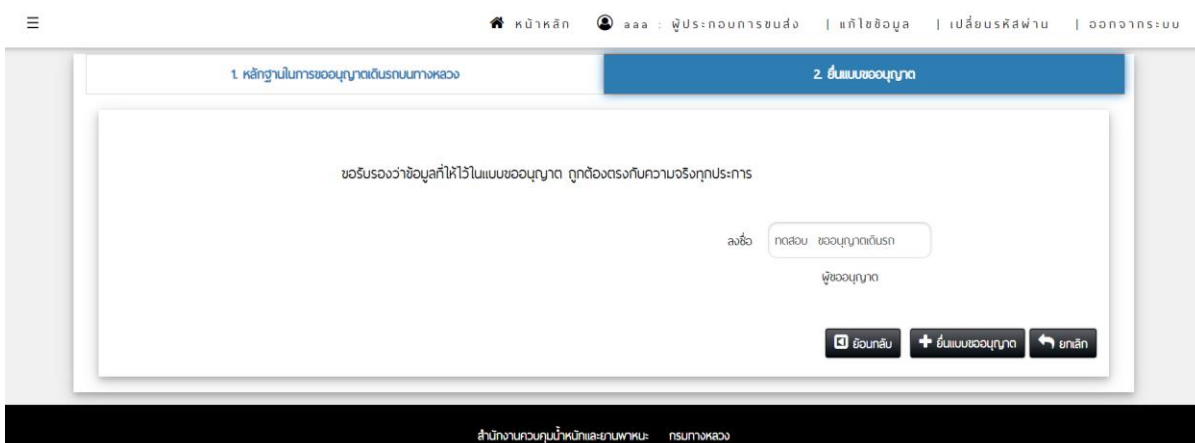 ☰ หน้าหลัก aaa : ผู้ประกอบการขนส่ง | แก้ไขข้อมูล | เปลี่ยนรหัสผ่าน | ออกจากระบบ
1. หลักฐานในการขออนุญาตเดินรถบนทางหลวง 2. ยื่นแบบขออนุญาต
ขอรับรองว่าข้อมูลที่ให้ไว้ในแบบขออนุญาต ถูกต้องตรงกับความจริงทุกประการ
ลงชื่อ ทดสอบ ขออนุญาตเดินรถ
ผู้ขออนุญาต
ย้อนกลับ ยื่นแบบขออนุญาต ยกเลิก
สำนักงานควบคุมน้ำหนักและยานพาหนะ กรมทางหลวง